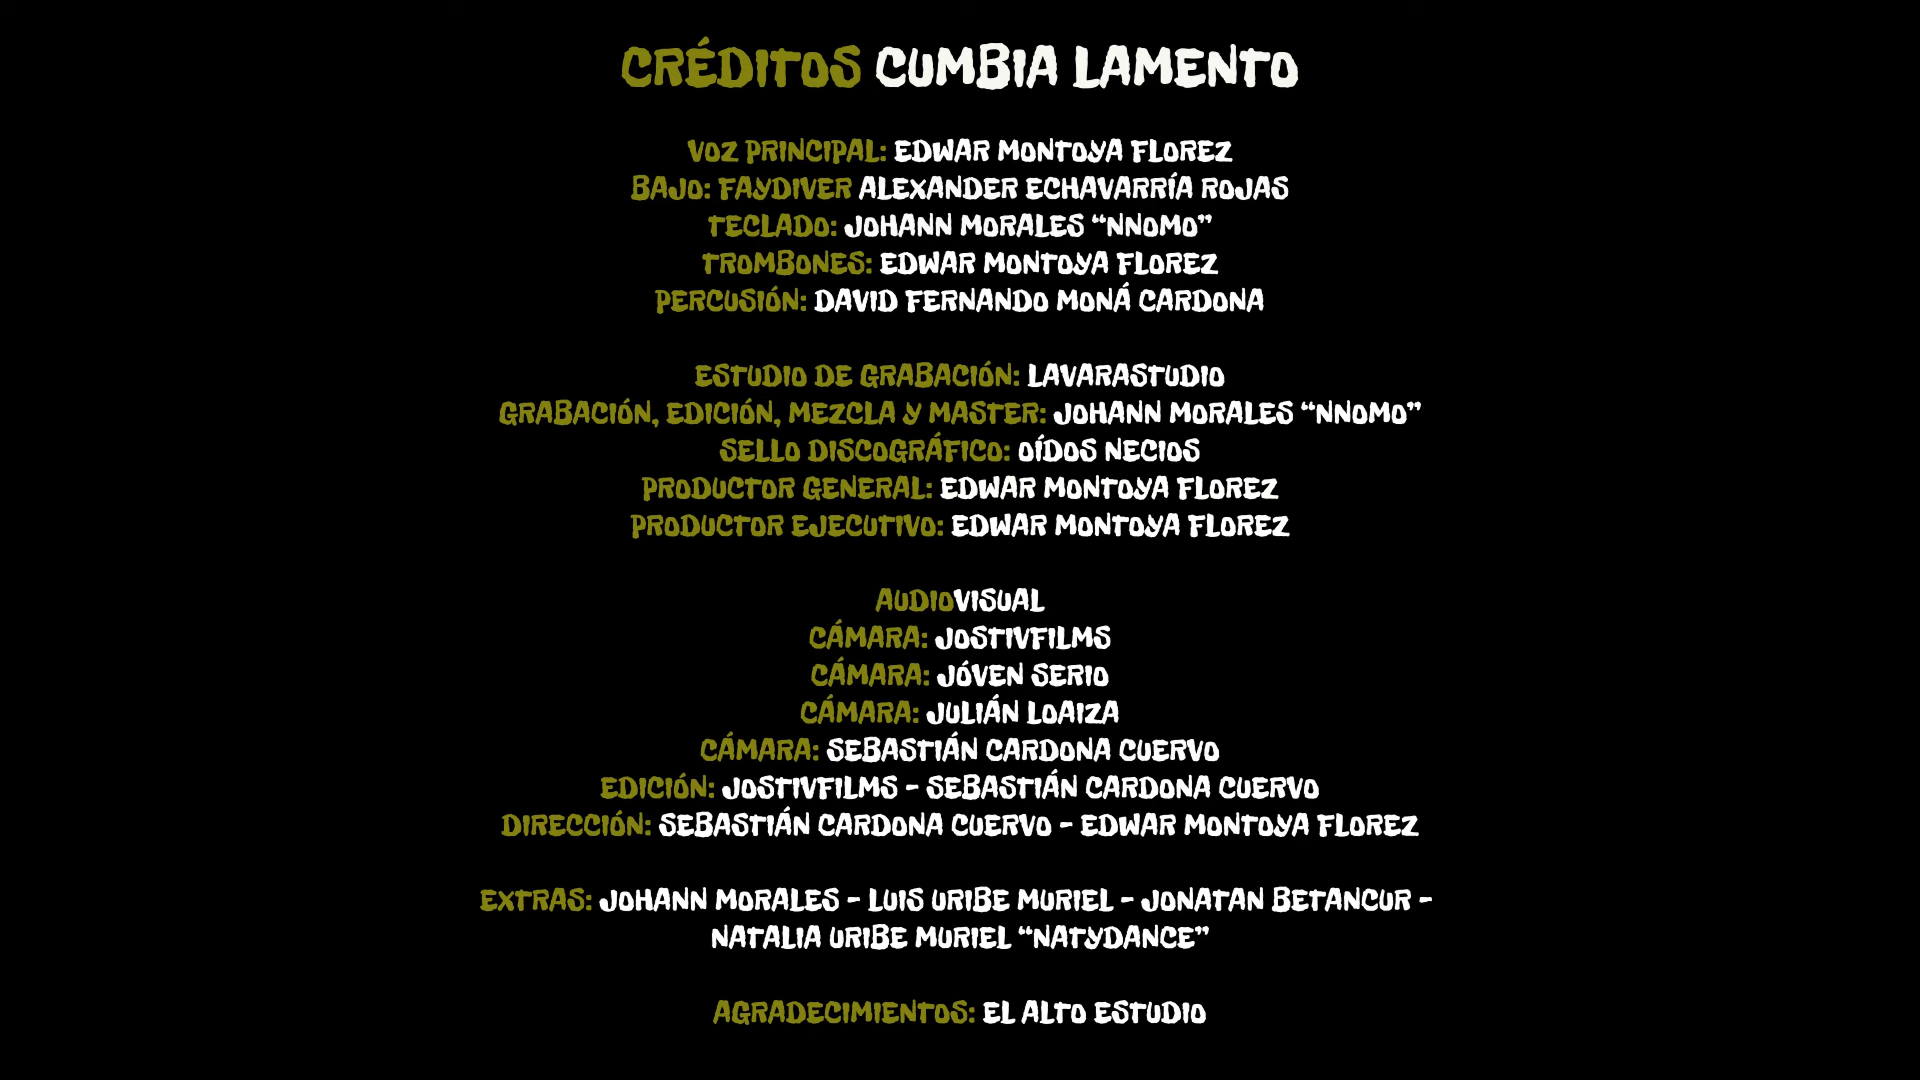 CRÉDITOS CUMBIA LAMENTO
VOZ PRINCIPAL: EDWAR MONTOYA FLOREZ
BAJO: FAYDIVER ALEXANDER ECHAVARRÍA ROJAS
TECLADO: JOHANN MORALES “NNOMO”
TROMBONES: EDWAR MONTOYA FLOREZ
PERCUSIÓN: DAVID FERNANDO MONÁ CARDONA
ESTUDIO DE GRABACIÓN: LAVARASTUDIO
GRABACIÓN, EDICIÓN, MEZCLA Y MASTER: JOHANN MORALES “NNOMO”
SELLO DISCOGRÁFICO: OÍDOS NECIOS
PRODUCTOR GENERAL: EDWAR MONTOYA FLOREZ
PRODUCTOR EJECUTIVO: EDWAR MONTOYA FLOREZ
AUDIOVISUAL
CÁMARA: JOSTIVFILMS
CÁMARA: JÓVEN SERIO
CÁMARA: JULIÁN LOAIZA
CÁMARA: SEBASTIÁN CARDONA CUERVO
EDICIÓN: JOSTIVFILMS - SEBASTIÁN CARDONA CUERVO
DIRECCIÓN: SEBASTIÁN CARDONA CUERVO - EDWAR MONTOYA FLOREZ
EXTRAS: JOHANN MORALES - LUIS URIBE MURIEL - JONATAN BETANCUR -
NATALIA URIBE MURIEL “NATYDANCE”
AGRADECIMIENTOS: EL ALTO ESTUDIO